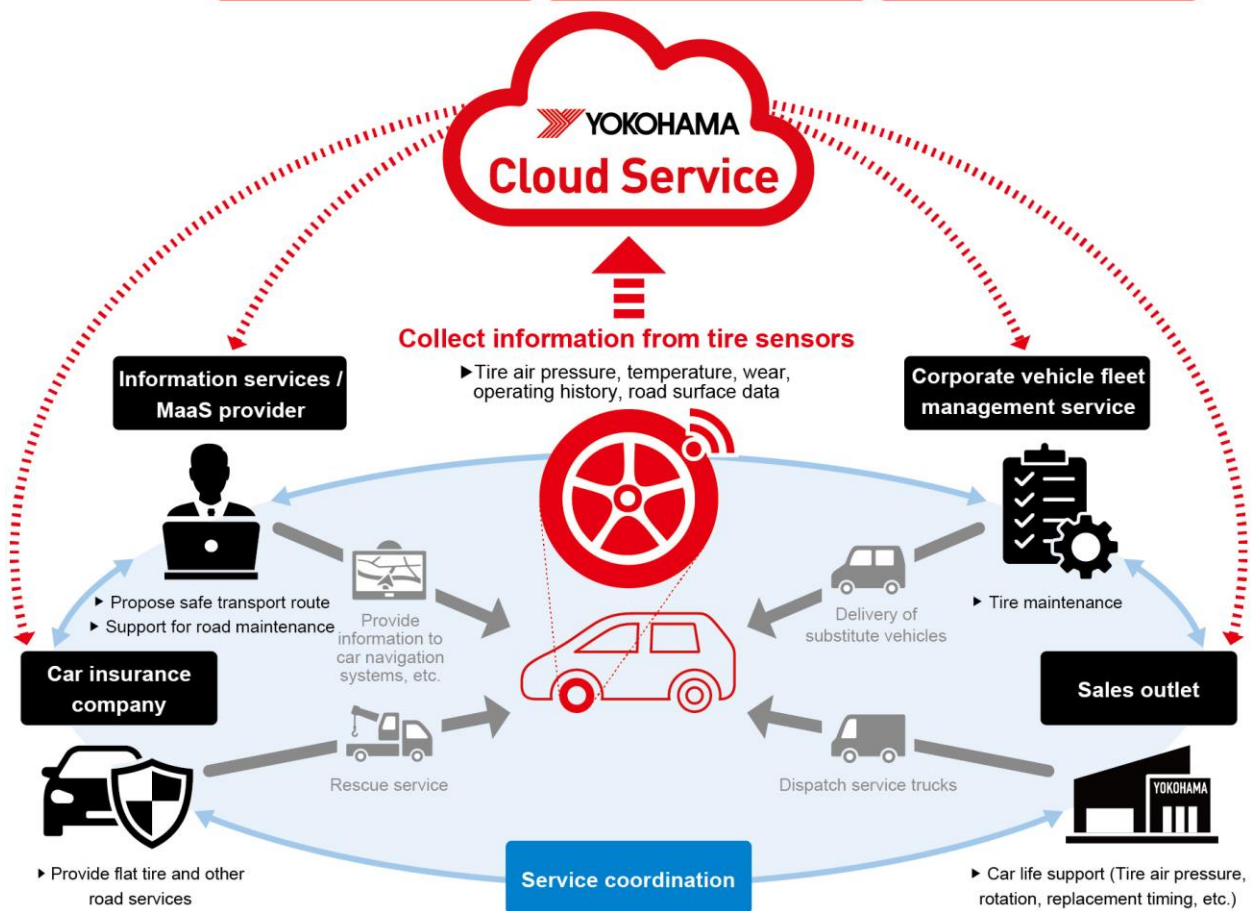 YOKOHAMA
Cloud Service
Collect information from tire sensors
▶Tire air pressure, temperature, wear,
operating history, road surface data
Information services /
MaaS provider
Corporate vehicle fleet
management service
▶ Propose safe transport route
▶ Support for road maintenance
Provide
information to
car navigation
systems, etc.
Delivery of
substitute vehicles
▶ Tire maintenance
Car insurance
company
Sales outlet
Rescue service
Dispatch service trucks
YOKOHAMA
▶ Provide flat tire and other
road services
Service coordination
▶ Car life support (Tire air pressure,
rotation, replacement timing, etc.)